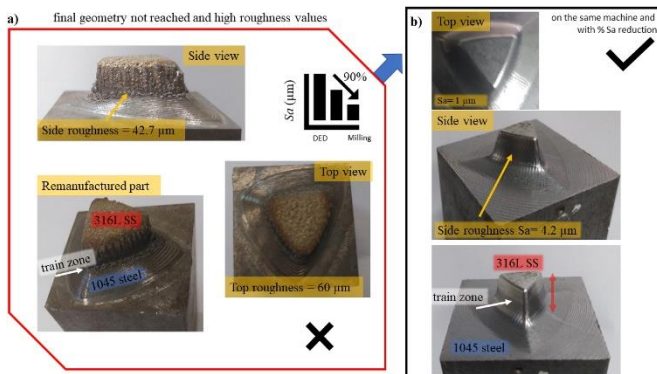 a)
final geometry not reached and high roughness values
Side view
Side roughness = 42.7 μm
90%
Sa (μm)
DED
Milling
Remanufactured part
316L SS
train zone
1045 steel
Top view
Top roughness = 60 μm
b)
on the same machine and
with % Sa reduction
Top view
Sa= 1 μm
Side view
Side roughness Sa= 4.2 μm
316L SS
train zone
1045 steel